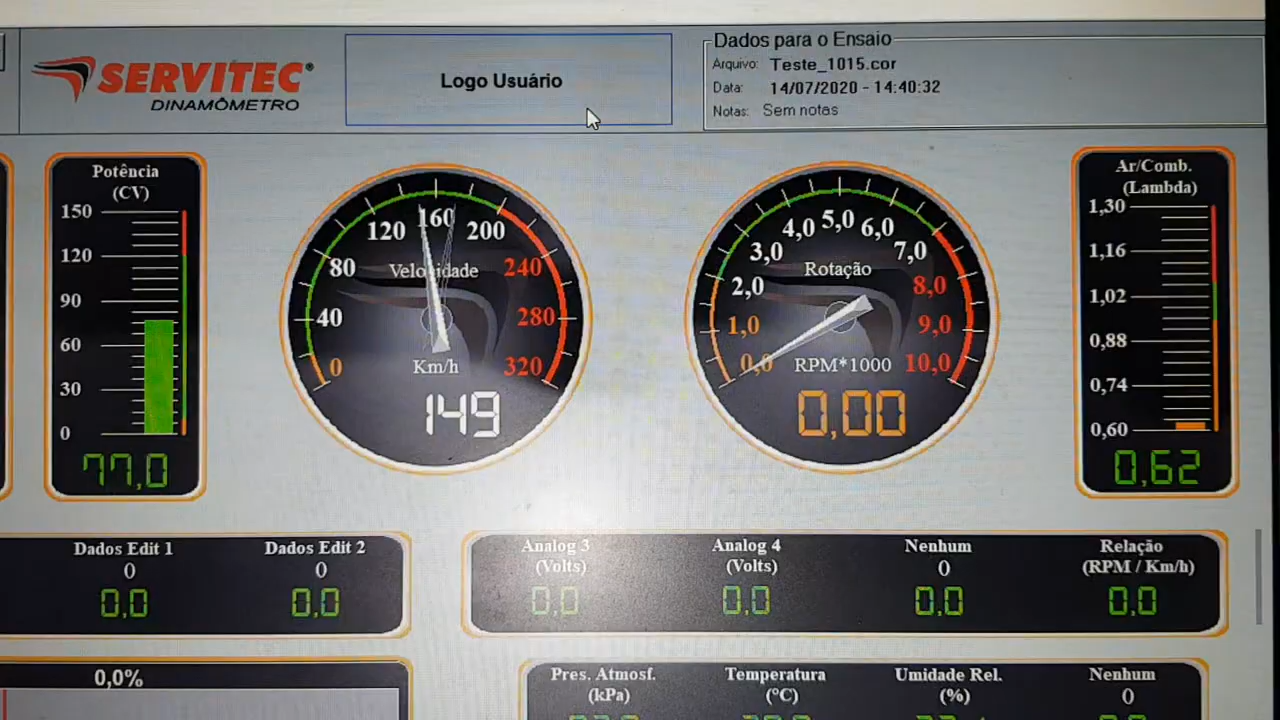 SERVITEC®
DINAMÔMETRO
Logo Usuário
Dados para o Ensaio
Arquivo: Teste_1015.cor
Data: 14/07/2020 - 14:40:32
Notas: Sem notas
Potência
(CV)
150
120
90
60
30
0
77,0
0
40
80
120
160
200
240
280
320
Velocidade
Km/h
149
0,0
1,0
2,0
3,0
4,0
5,0
6,0
7,0
8,0
9,0
10,0
Rotação
RPM*1000
0,00
Ar/Comb.
(Lambda)
1,30
1,16
1,02
0,88
0,74
0,60
0,62
Dados Edit 1
0
0,0
Dados Edit 2
0
0,0
Analog 3
(Volts)
0,0
Analog 4
(Volts)
0,0
Nenhum
0
0,0
Relação
(RPM / Km/h)
0,0
0,0%
Pres. Atmosf.
(kPa)
Temperatura
(ºC)
Umidade Rel.
(%)
Nenhum
0